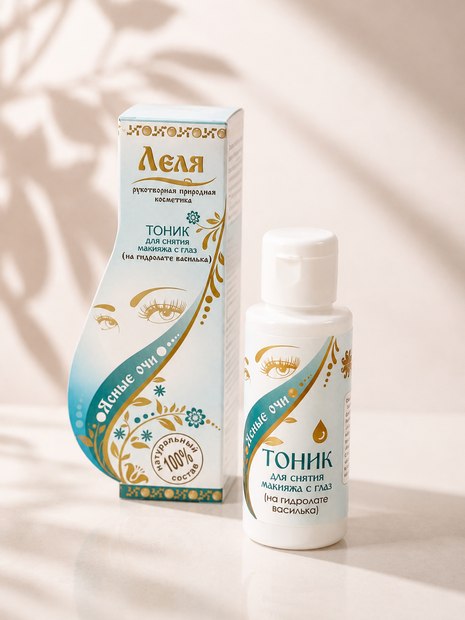 Леля
рукотворная природная
косметика
ТОНИК
для снятия
макияжа с глаз
(на гидролате василька)
Ясные очи
натуральный
100%
состав
Ясные очи
ТОНИК
для снятия
макияжа с глаз
(на гидролате
василька)